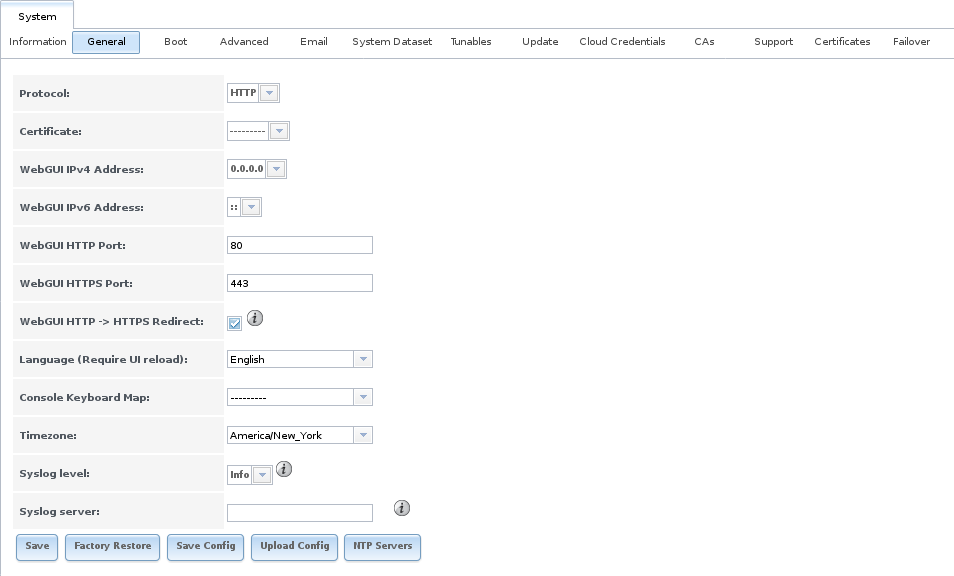 System
Information General Boot Advanced Email System Dataset Tunables Update Cloud Credentials CAs Support Certificates Failover
Protocol: HTTP
Certificate: ---------
WebGUI IPv4 Address: 0.0.0.0
WebGUI IPv6 Address: ::
WebGUI HTTP Port: 80
WebGUI HTTPS Port: 443
WebGUI HTTP -> HTTPS Redirect: i
Language (Require UI reload): English
Console Keyboard Map: ---------
Timezone: America/New_York
Syslog level: Info i
Syslog server: i
Save Factory Restore Save Config Upload Config NTP Servers